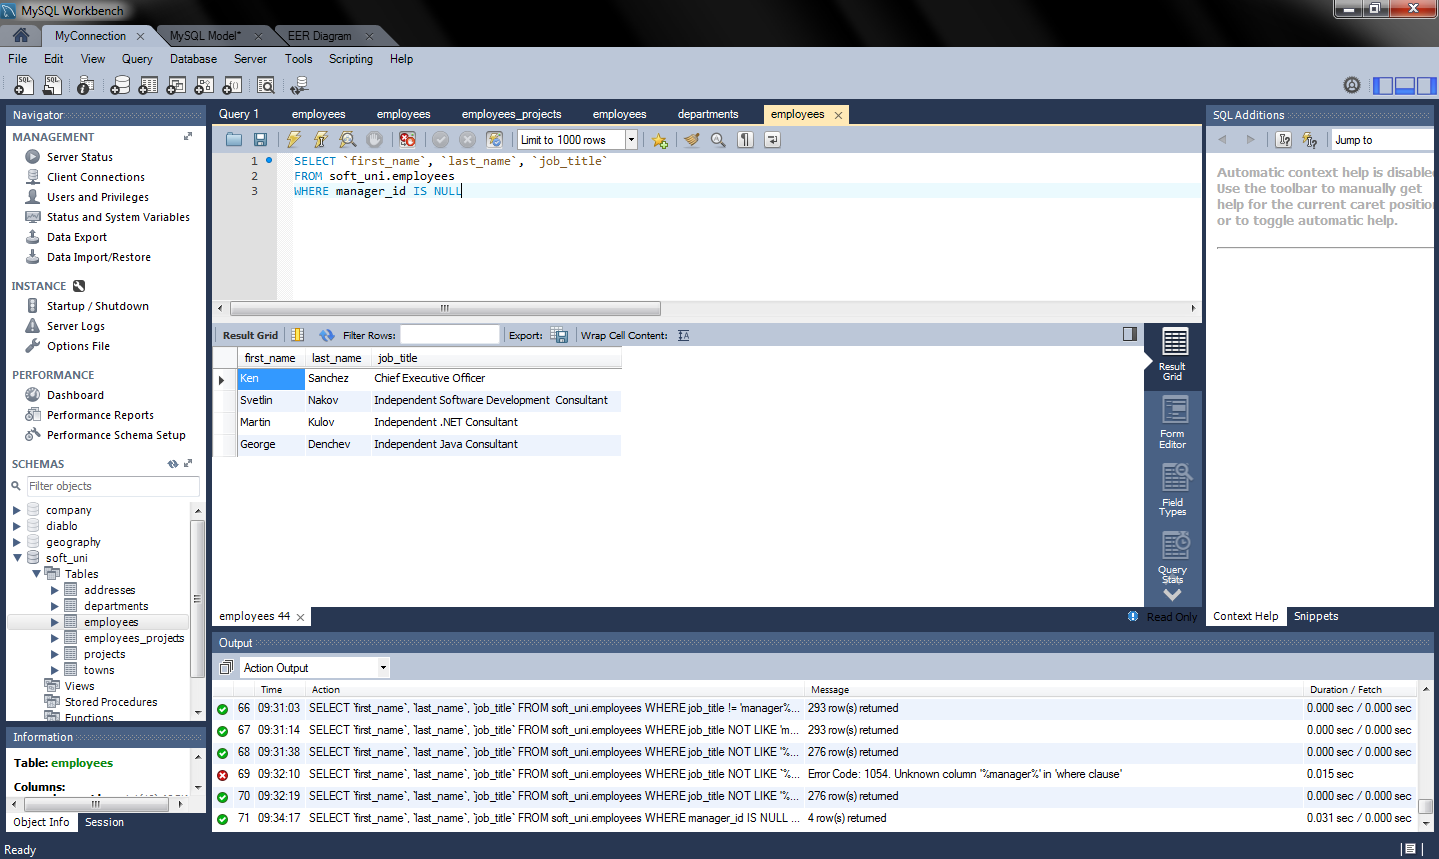 MySQL Workbench
MyConnection
MySQL Model*
EER Diagram
File Edit View Query Database Server Tools Scripting Help
Navigator
MANAGEMENT
Server Status
Client Connections
Users and Privileges
Status and System Variables
Data Export
Data Import/Restore
INSTANCE
Startup / Shutdown
Server Logs
Options File
PERFORMANCE
Dashboard
Performance Reports
Performance Schema Setup
SCHEMAS
Filter objects
company
diablo
geography
soft_uni
Tables
addresses
departments
employees
employees_projects
projects
towns
Views
Stored Procedures
Functions
Information
Table: employees
Columns:
Object Info Session
Ready
Query 1 employees employees employees_projects employees departments employees
Limit to 1000 rows
1 SELECT `first_name`, `last_name`, `job_title`
2 FROM soft_uni.employees
3 WHERE manager_id IS NULL
Result Grid Filter Rows: Export: Wrap Cell Content:
first_name last_name job_title
Ken Sanchez Chief Executive Officer
Svetlin Nakov Independent Software Development Consultant
Martin Kulov Independent .NET Consultant
George Denchev Independent Java Consultant
Result Grid
Form Editor
Field Types
Query Stats
employees 44
Read Only
SQL Additions
Jump to
Automatic context help is disable
Use the toolbar to manually get
help for the current caret position
or to toggle automatic help.
Context Help Snippets
Output
Action Output
Time Action Message Duration / Fetch
66 09:31:03 SELECT `first_name`, `last_name`, `job_title` FROM soft_uni.employees WHERE job_title != 'manager%... 293 row(s) returned 0.000 sec / 0.000 sec
67 09:31:14 SELECT `first_name`, `last_name`, `job_title` FROM soft_uni.employees WHERE job_title NOT LIKE 'm... 293 row(s) returned 0.000 sec / 0.000 sec
68 09:31:38 SELECT `first_name`, `last_name`, `job_title` FROM soft_uni.employees WHERE job_title NOT LIKE '%... 276 row(s) returned 0.000 sec / 0.000 sec
69 09:32:10 SELECT `first_name`, `last_name`, `job_title` FROM soft_uni.employees WHERE job_title NOT LIKE `%... Error Code: 1054. Unknown column '%manager%' in 'where clause' 0.015 sec
70 09:32:19 SELECT `first_name`, `last_name`, `job_title` FROM soft_uni.employees WHERE job_title NOT LIKE '%... 276 row(s) returned 0.000 sec / 0.000 sec
71 09:34:17 SELECT `first_name`, `last_name`, `job_title` FROM soft_uni.employees WHERE manager_id IS NULL ... 4 row(s) returned 0.031 sec / 0.000 sec